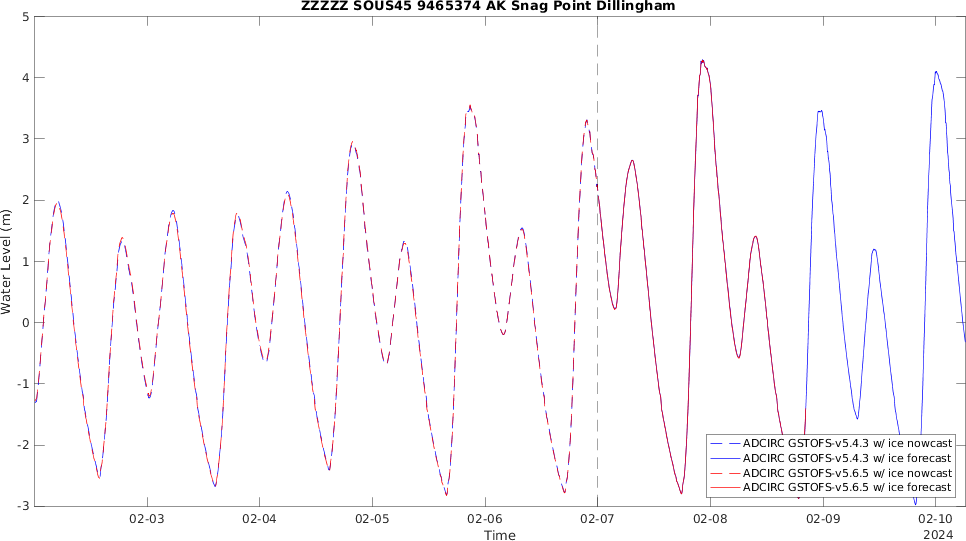 ZZZZZ SOUS45 9465374 AK Snag Point Dillingham
5
4
3
2
1
0
-1
-2
-3
Water Level (m)
ADCIRC GSTOFS-v5.4.3 w/ ice nowcast
ADCIRC GSTOFS-v5.4.3 w/ ice forecast
ADCIRC GSTOFS-v5.6.5 w/ ice nowcast
ADCIRC GSTOFS-v5.6.5 w/ ice forecast
02-03 02-04 02-05 02-06 02-07 02-08 02-09 02-10
Time
2024